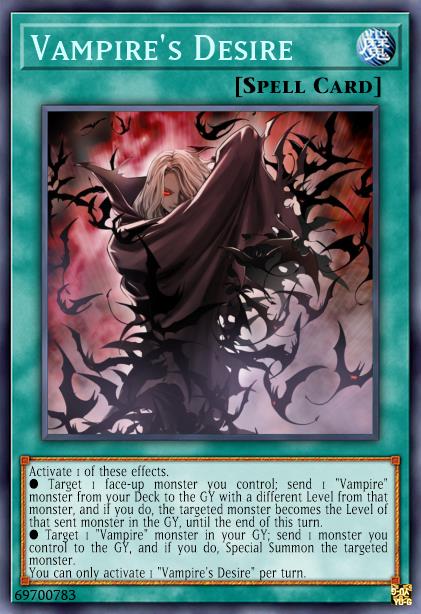 Vampire's Desire
魔
[Spell Card]
Activate 1 of these effects.
● Target 1 face-up monster you control; send 1 "Vampire"
monster from your Deck to the GY with a different Level from that
monster, and if you do, the targeted monster becomes the Level of
that sent monster in the GY, until the end of this turn.
● Target 1 "Vampire" monster in your GY; send 1 monster you
control to the GY, and if you do, Special Summon the targeted
monster.
You can only activate 1 "Vampire's Desire" per turn.
69700783